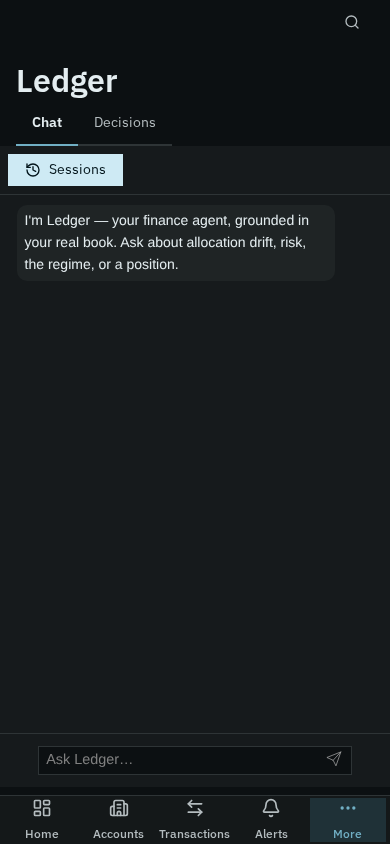 Ledger
Chat Decisions
Sessions
I'm Ledger — your finance agent, grounded in
your real book. Ask about allocation drift, risk,
the regime, or a position.
Ask Ledger…
Home Accounts Transactions Alerts More